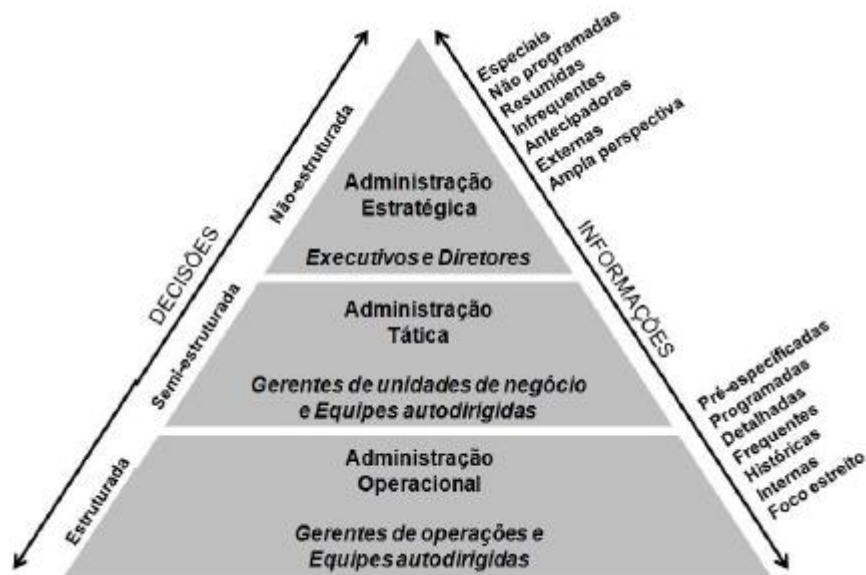 DECISÕES
Não-estruturada
Semi-estruturada
Estruturada
Administração
Estratégica
Executivos e Diretores
Administração
Tática
Gerentes de unidades de negócio
e Equipes autodirigidas
Administração
Operacional
Gerentes de operações e
Equipes autodirigidas
INFORMAÇÕES
Especiais
Não programadas
Resumidas
Infrequentes
Antecipadoras
Externas
Ampla perspectiva
Pré-especificadas
Programadas
Detalhadas
Frequentes
Históricas
Internas
Foco estreito